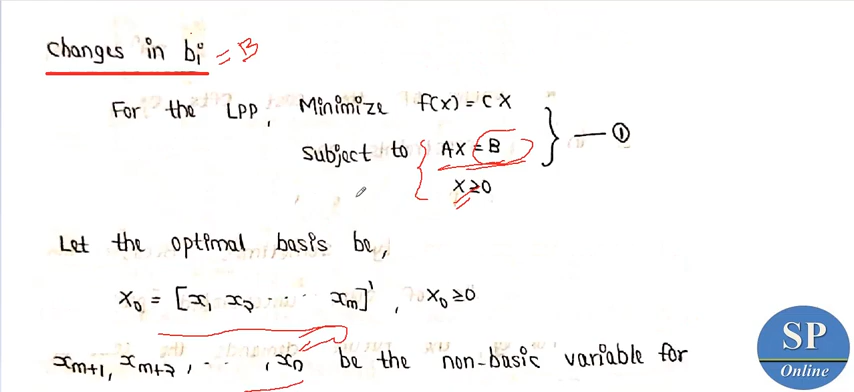 Changes in bᵢ = B
For the LPP, Minimize f(x) = CX
subject to AX = B } — ①
X ≥ 0
Let the optimal basis be,
X₀ = [x₁ x₂ ... xₘ]', X₀ ≥ 0
xₘ₊₁, xₘ₊₂, ..., xₙ be the non-basic variable for
SP
Online